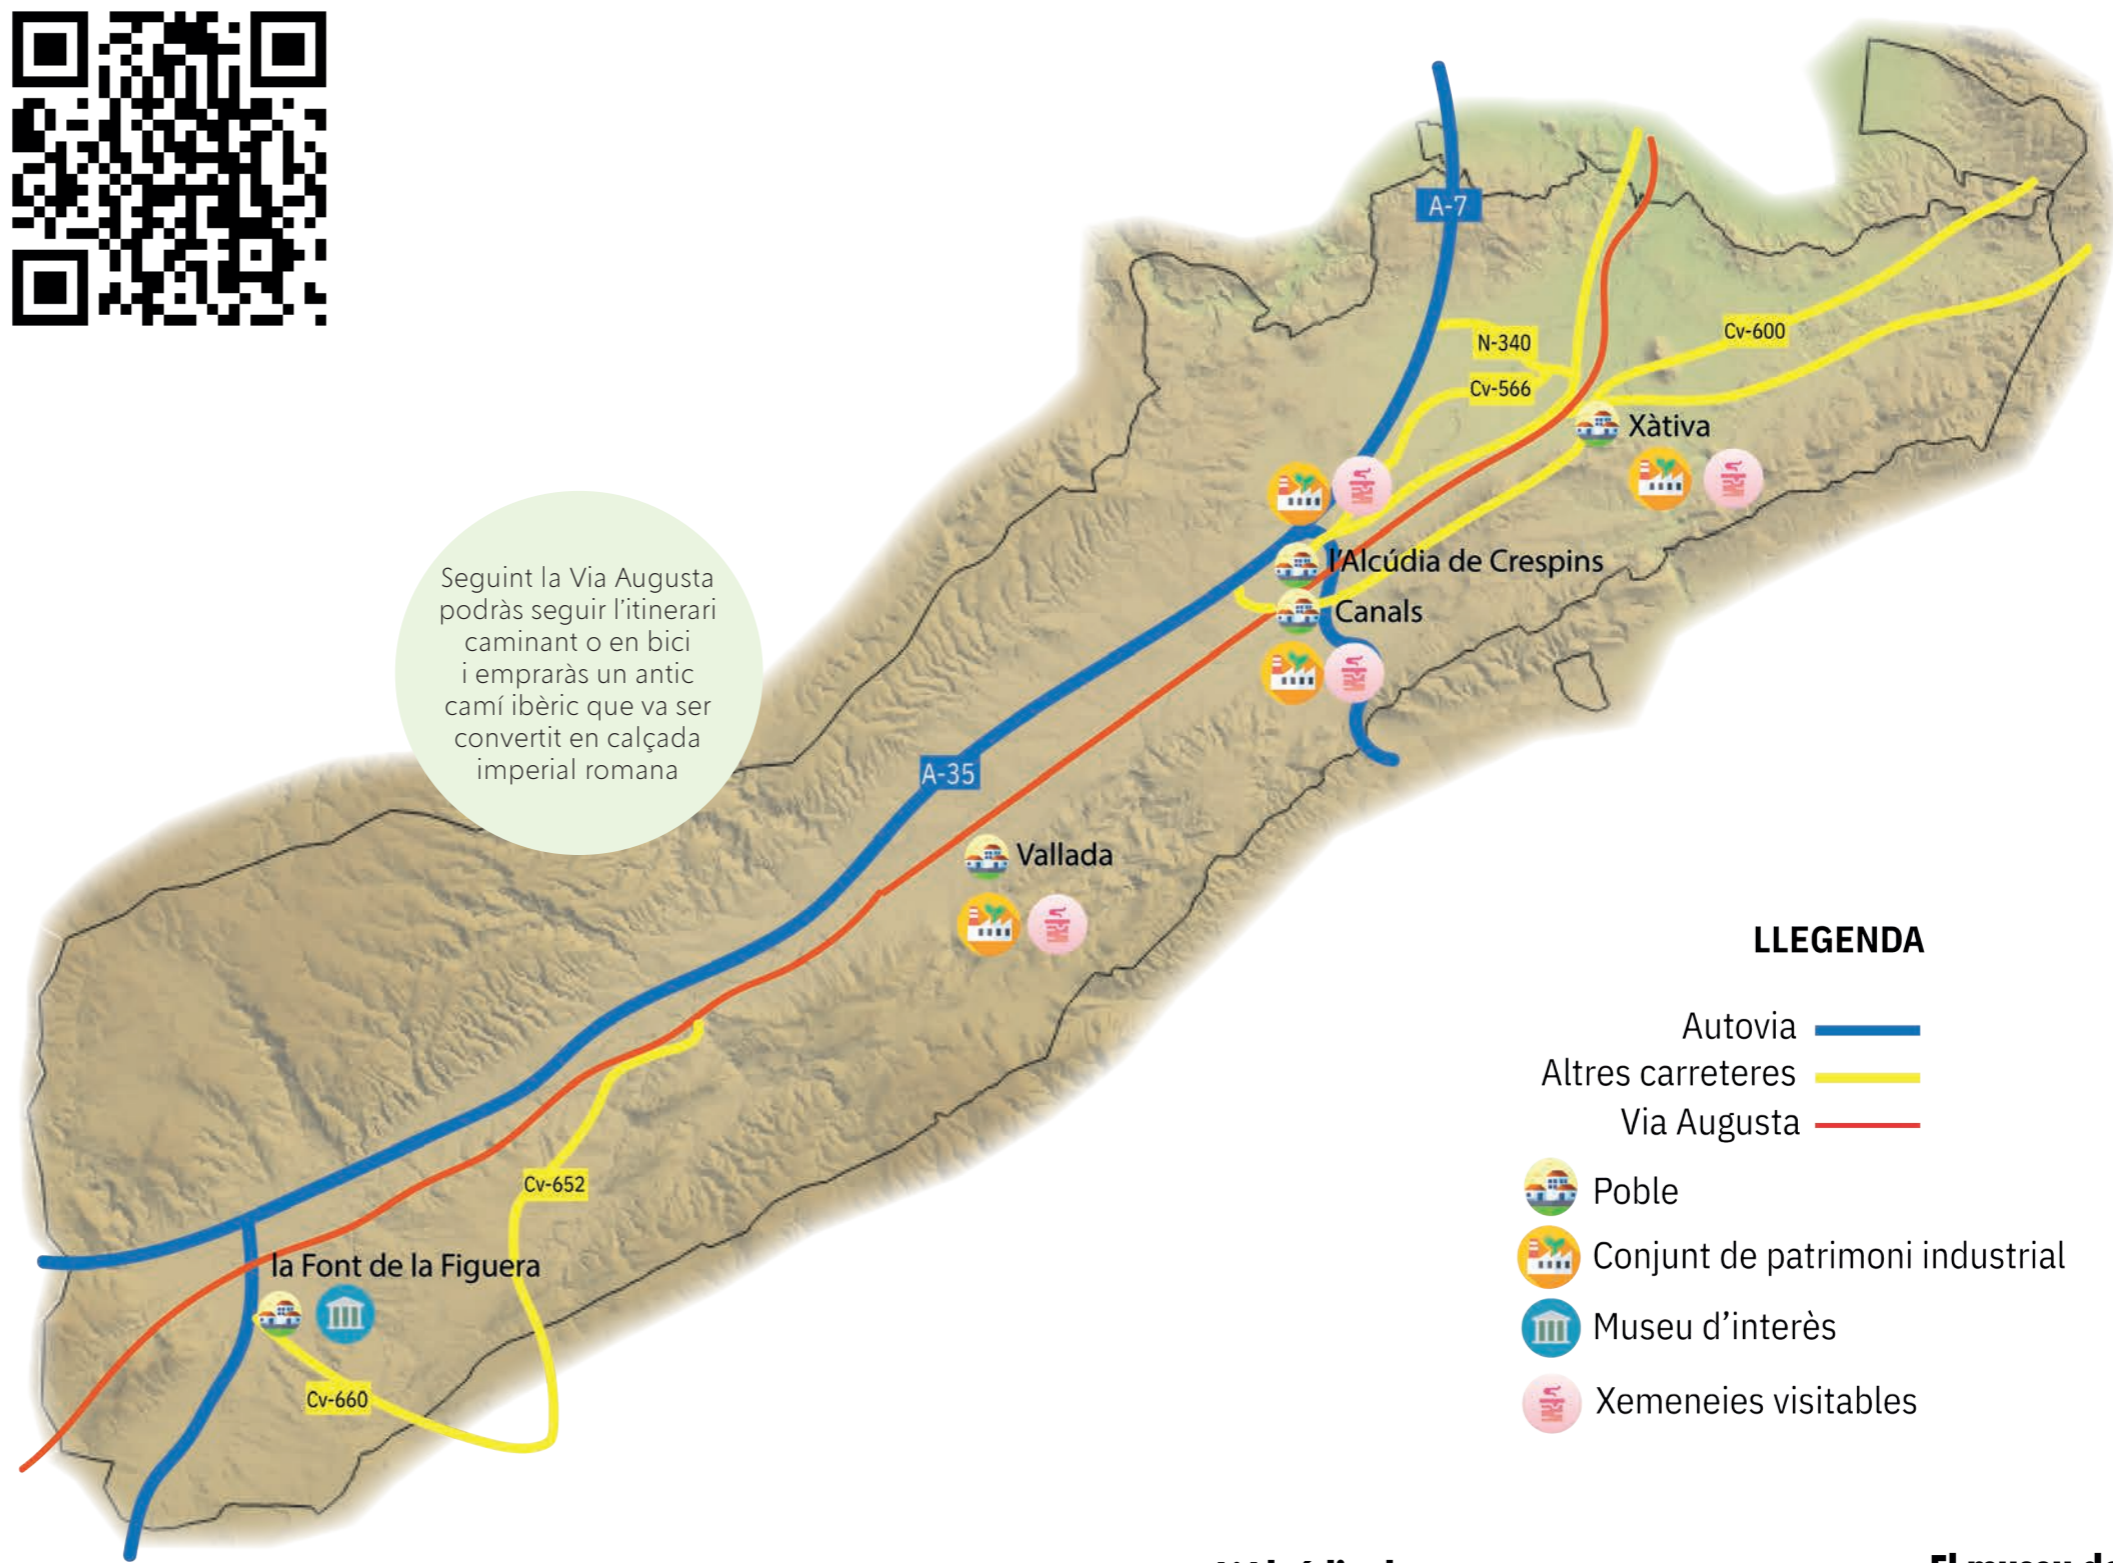 A-7
N-340
Cv-600
Cv-566
Xàtiva
l'Alcúdia de Crespins
Canals
Seguint la Via Augusta
podràs seguir l'itinerari
caminant o en bici
i empraràs un antic
camí ibèric que va ser
convertit en calçada
imperial romana
A-35
Vallada
Cv-652
la Font de la Figuera
Cv-660
LLEGENDA
Autovia
Altres carreteres
Via Augusta
Poble
Conjunt de patrimoni industrial
Museu d'interès
Xemeneies visitables